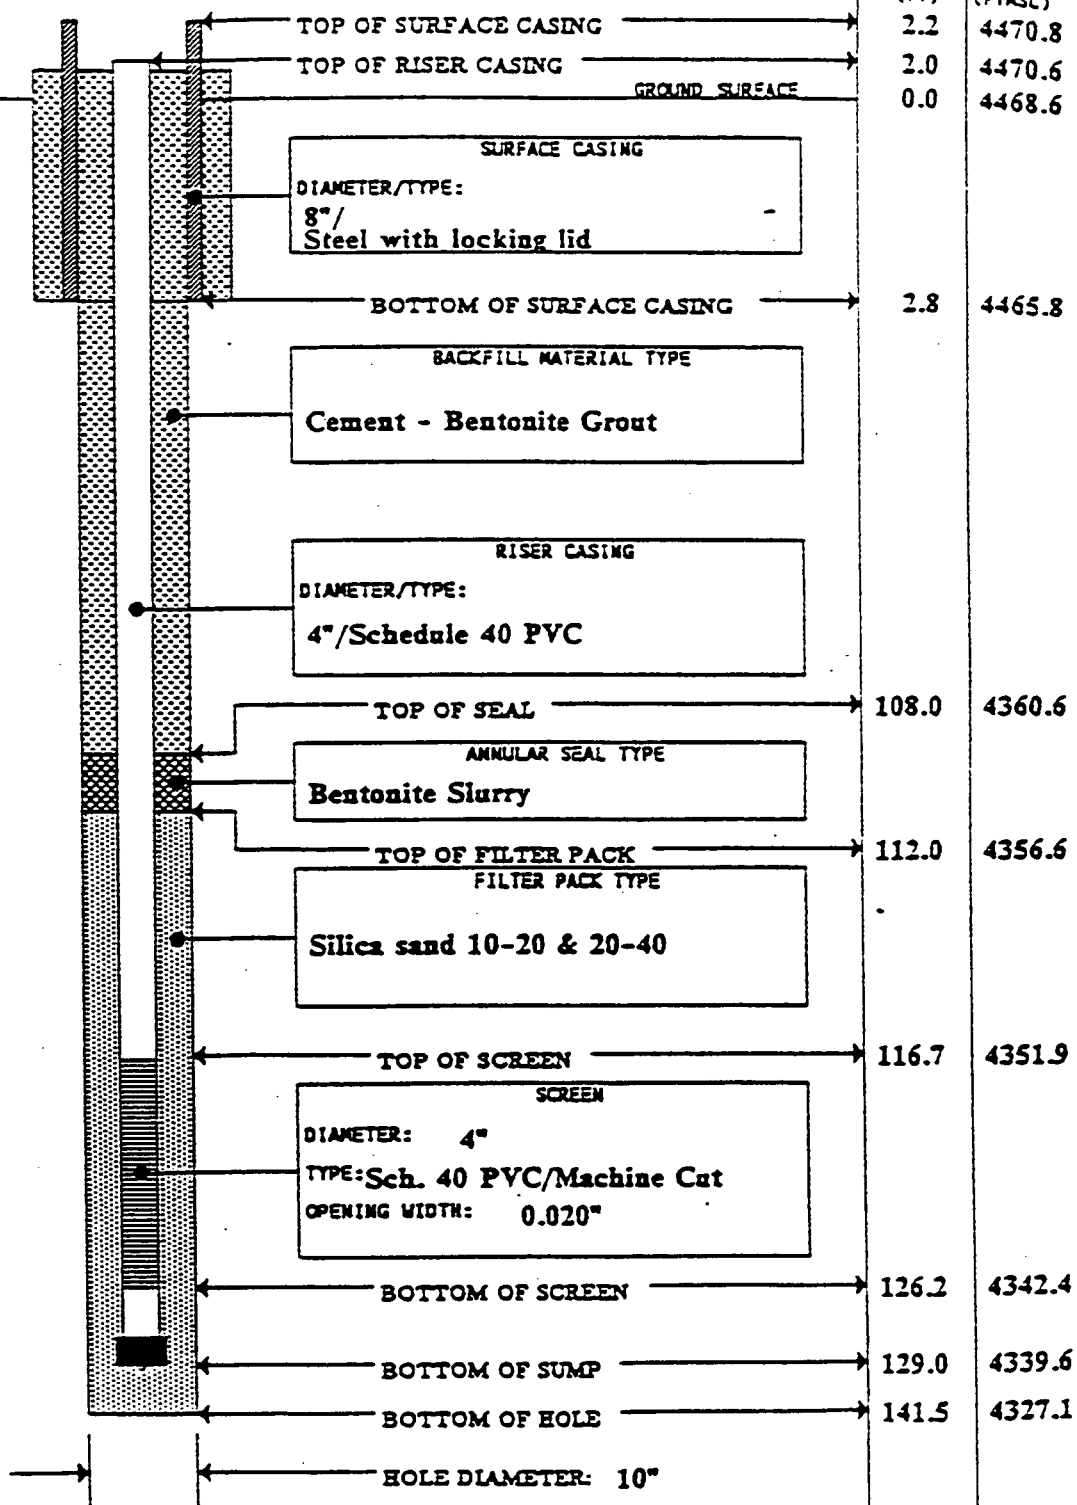 (FTMSL)
TOP OF SURFACE CASING 2.2 4470.8
TOP OF RISER CASING 2.0 4470.6
GROUND SURFACE 0.0 4468.6
SURFACE CASING
DIAMETER/TYPE:
8"/
Steel with locking lid
BOTTOM OF SURFACE CASING 2.8 4465.8
BACKFILL MATERIAL TYPE
Cement - Bentonite Grout
RISER CASING
DIAMETER/TYPE:
4"/Schedule 40 PVC
TOP OF SEAL 108.0 4360.6
ANNULAR SEAL TYPE
Bentonite Slurry
TOP OF FILTER PACK 112.0 4356.6
FILTER PACK TYPE
Silica sand 10-20 & 20-40
TOP OF SCREEN 116.7 4351.9
SCREEN
DIAMETER: 4"
TYPE: Sch. 40 PVC/Machine Cut
OPENING WIDTH: 0.020"
BOTTOM OF SCREEN 126.2 4342.4
BOTTOM OF SUMP 129.0 4339.6
BOTTOM OF HOLE 141.5 4327.1
HOLE DIAMETER: 10"